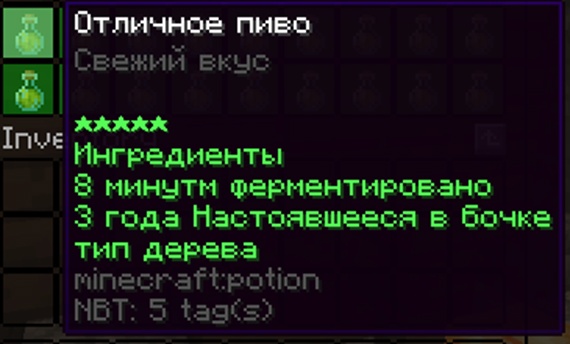 Отличное пиво
Свежий вкус
★★★★★
Ингредиенты
8 минутм ферментировано
3 года Настоявшееся в бочке
тип дерева
minecraft:potion
NBT: 5 tag(s)
Inve